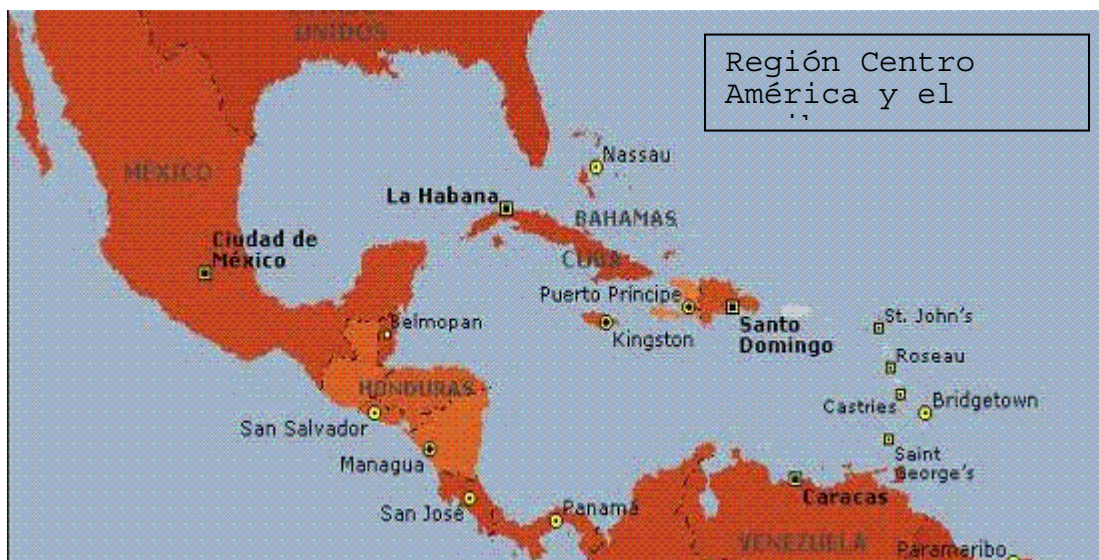 UNIDOS
Región Centro
América y el
Nassau
MÉXICO
La Habana
BAHAMAS
Ciudad de
México
CUBA
Puerto Príncipe
Santo
Domingo
St. John's
Belmopan
Kingston
Roseau
HONDURAS
Castries
Bridgetown
San Salvador
Managua
Saint
George's
Caracas
San José
Panamá
VENEZUELA
Paramaribo